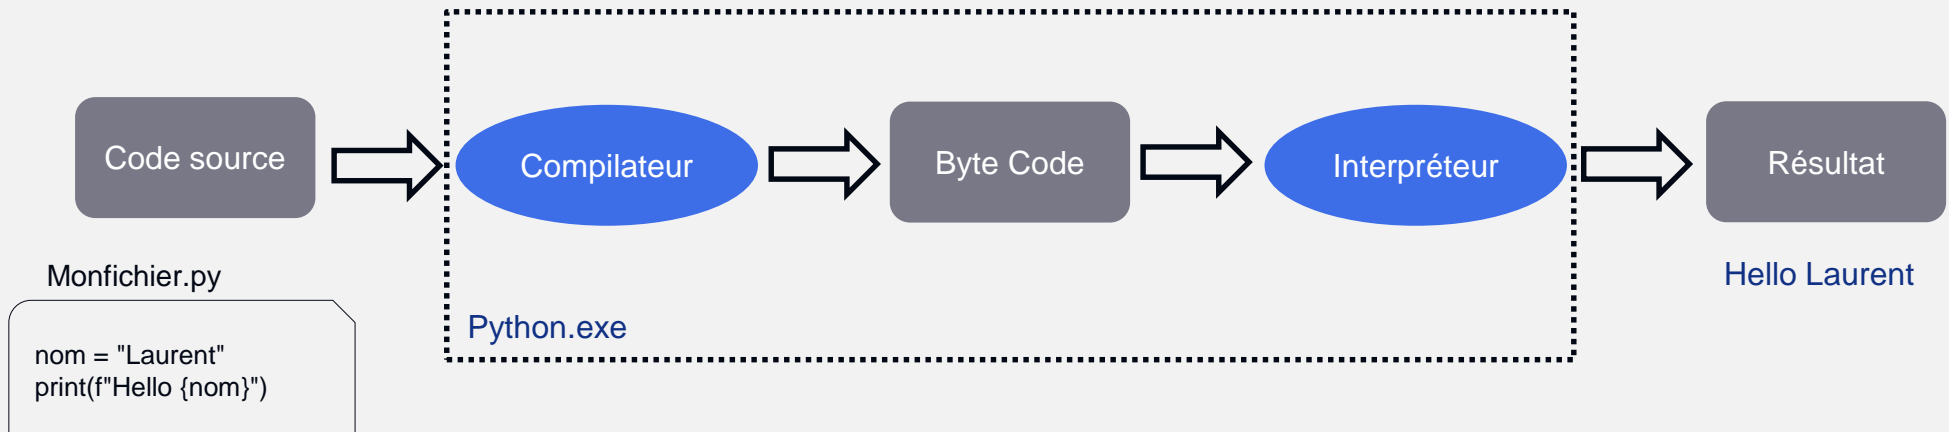 Code source
Compilateur
Byte Code
Interpréteur
Résultat
Monfichier.py
Hello Laurent
Python.exe
nom = "Laurent"
print(f"Hello {nom}")